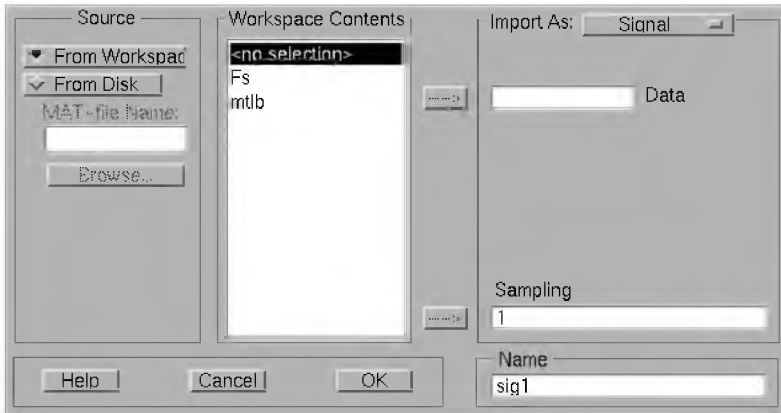 Source
From Workspac
From Disk
MAT-file Name:
Browse...
Workspace Contents
<no selection>
Fs
mtlb
---->
---->
Import As: Signal
Data
Sampling
1
Help
Cancel
OK
Name
sig1